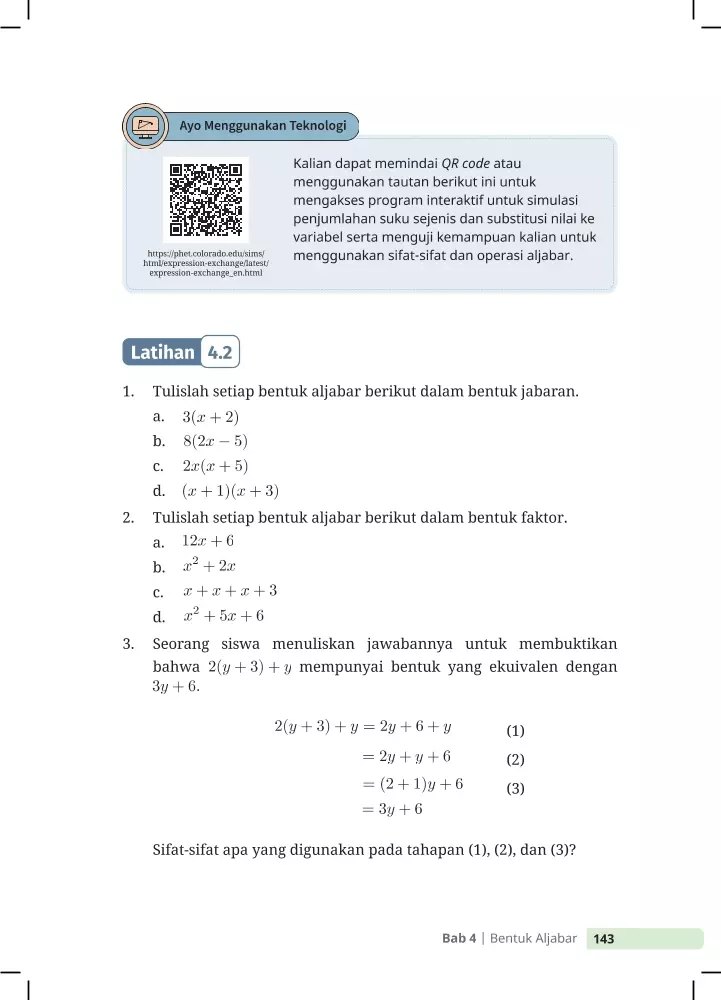 Ayo Menggunakan Teknologi
Kalian dapat memindai QR code atau
menggunakan tautan berikut ini untuk
mengakses program interaktif untuk simulasi
penjumlahan suku sejenis dan substitusi nilai ke
variabel serta menguji kemampuan kalian untuk
menggunakan sifat-sifat dan operasi aljabar.
https://phet.colorado.edu/sims/
html/expression-exchange/latest/
expression-exchange_en.html
Latihan 4.2
1. Tulislah setiap bentuk aljabar berikut dalam bentuk jabaran.
a. 3(x + 2)
b. 8(2x − 5)
c. 2x(x + 5)
d. (x + 1)(x + 3)
2. Tulislah setiap bentuk aljabar berikut dalam bentuk faktor.
a. 12x + 6
b. x² + 2x
c. x + x + x + 3
d. x² + 5x + 6
3. Seorang siswa menuliskan jawabannya untuk membuktikan
bahwa 2(y + 3) + y mempunyai bentuk yang ekuivalen dengan
3y + 6.
2(y + 3) + y = 2y + 6 + y (1)
= 2y + y + 6 (2)
= (2 + 1)y + 6 (3)
= 3y + 6
Sifat-sifat apa yang digunakan pada tahapan (1), (2), dan (3)?
Bab 4 | Bentuk Aljabar 143